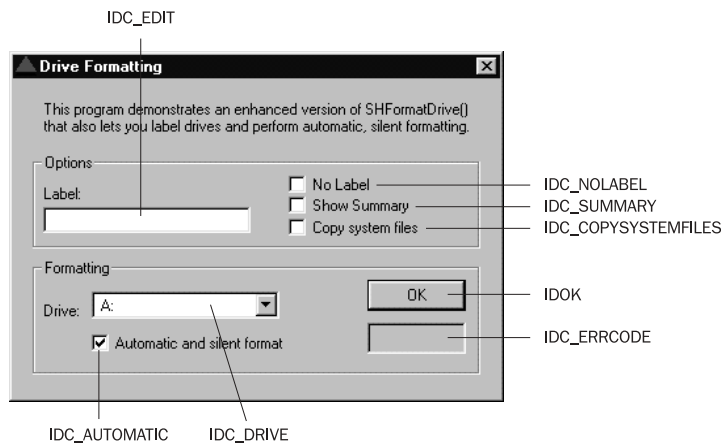 IDC_EDIT
Drive Formatting
This program demonstrates an enhanced version of SHFormatDrive()
that also lets you label drives and perform automatic, silent formatting.
Options
Label:
No Label
Show Summary
Copy system files
IDC_NOLABEL
IDC_SUMMARY
IDC_COPYSYSTEMFILES
Formatting
Drive:
A:
OK
IDOK
Automatic and silent format
IDC_ERRCODE
IDC_AUTOMATIC
IDC_DRIVE